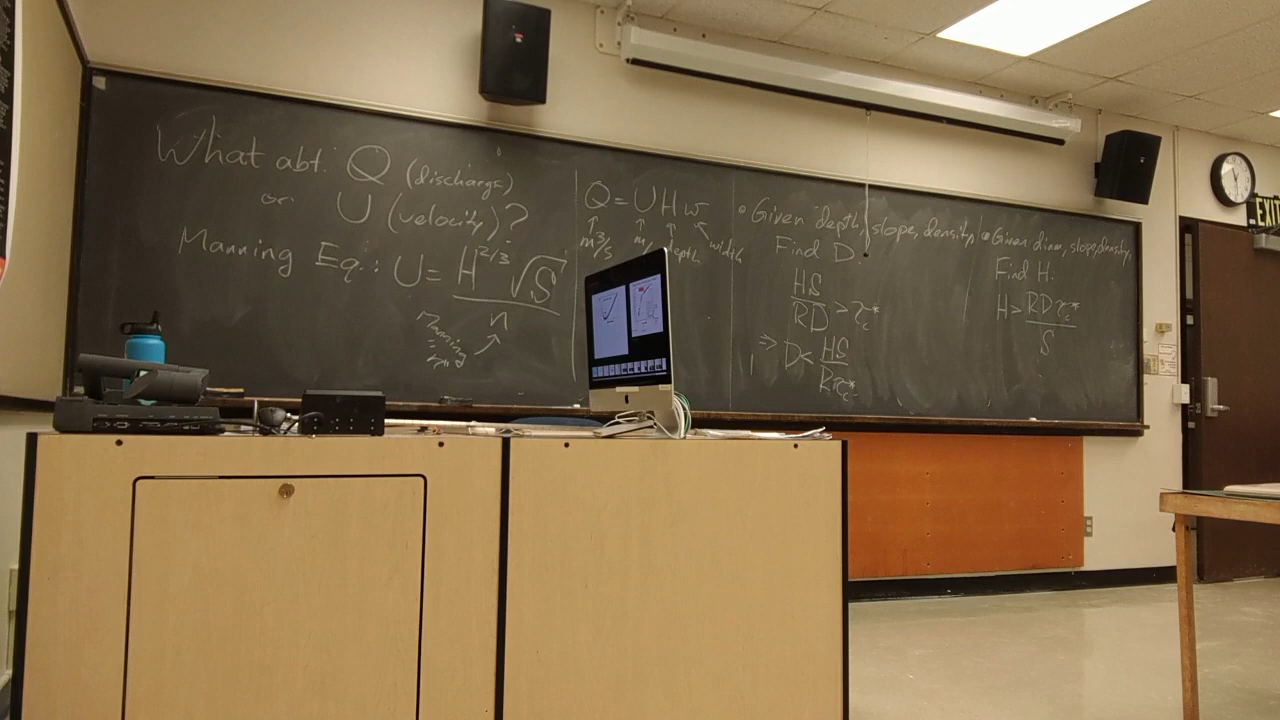 What abt. Q (discharge)
or U (velocity)?
Manning Eq.: U = H^2/3 √S
n
Manning
Q = U H w
m³/s m/ depth width
• Given depth, slope, density,
Find D.
HS
RD > τc*
⇒ D < HS
Rτc*
• Given diam, slope, density,
Find H.
H > RDτc*
S
EXIT